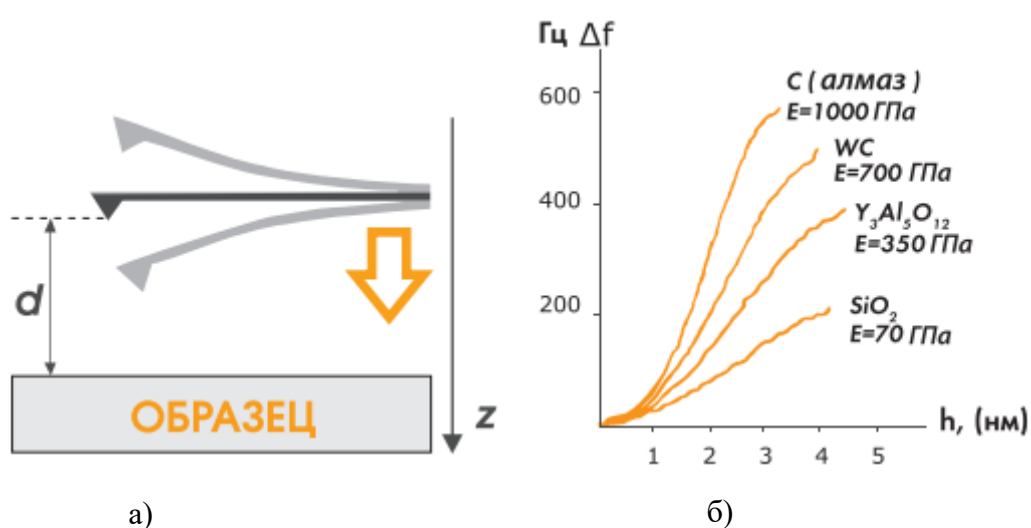 d
ОБРАЗЕЦ
z
а)
Гц Δf
600
400
200
С ( алмаз )
E=1000 ГПа
WC
E=700 ГПа
Y₃Al₅O₁₂
E=350 ГПа
SiO₂
E=70 ГПа
h, (нм)
1 2 3 4 5
б)